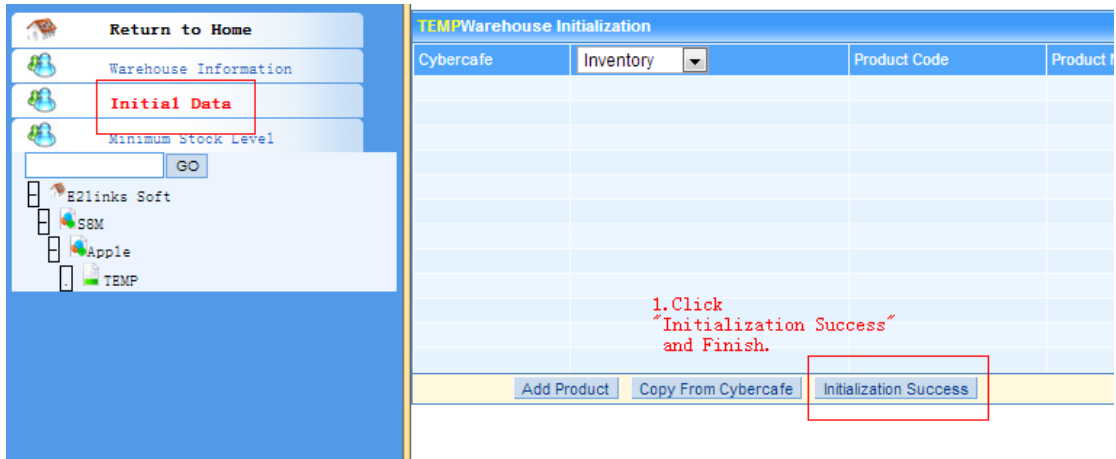 Return to Home
Warehouse Information
Initial Data
Minimum Stock Level
GO
E2links Soft
S8M
Apple
TEMP
TEMPWarehouse Initialization
Cybercafe Inventory Product Code Product
1.Click
"Initialization Success"
and Finish.
Add Product Copy From Cybercafe Initialization Success